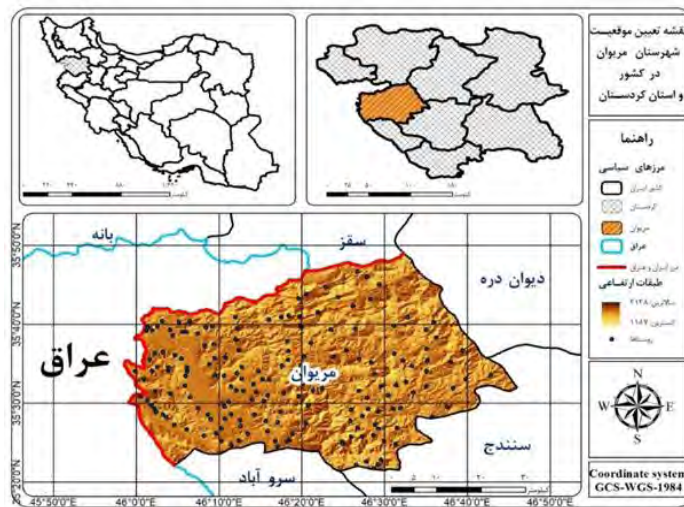 نقشه تعیین موقعیت
شهرستان مریوان
در کشور
و استان کردستان
راهنما
مرزهای سیاسی
کشور ایران
کردستان
مریوان
عراق
مرز ایران و عراق
طبقات ارتفاعی
روستاها
N
W E
S
Coordinate system
GCS-WGS-1984
بانه
سقز
دیوان دره
عراق
مریوان
سنندج
سرو آباد
35°50'0"N
35°40'0"N
35°30'0"N
35°20'0"N
45°50'0"E 46°0'0"E 46°10'0"E 46°20'0"E 46°30'0"E 46°40'0"E 46°50'0"E